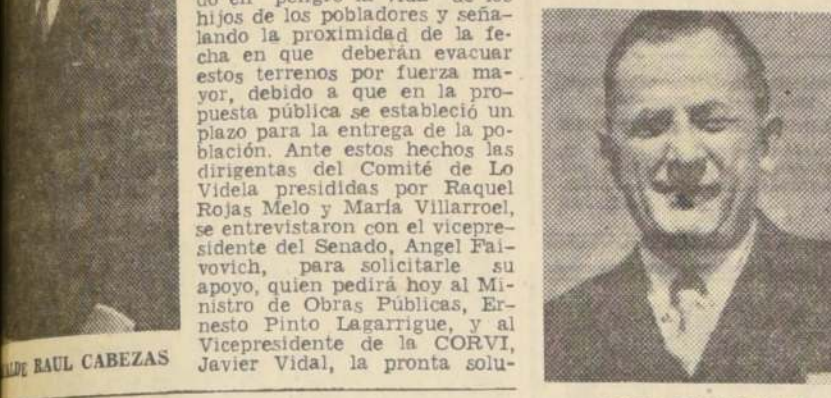 hijos de los pobladores y seña-
lando la proximidad de la fe-
cha en que deberán evacuar
estos terrenos por fuerza ma-
yor, debido a que en la pro-
puesta pública se estableció un
plazo para la entrega de la po-
blación. Ante estos hechos las
dirigentas del Comité de Lo
Videla presididas por Raquel
Rojas Melo y María Villarroel,
se entrevistaron con el vicepre-
sidente del Senado, Angel Fai-
vovich, para solicitarle su
apoyo, quien pedirá hoy al Mi-
nistro de Obras Públicas, Er-
nesto Pinto Lagarrigue, y al
Vicepresidente de la CORVI,
Javier Vidal, la pronta solu-
RAUL CABEZAS